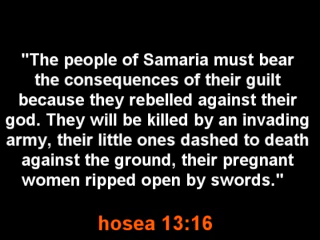 "The people of Samaria must bear
the consequences of their guilt
because they rebelled against their
god. They will be killed by an invading
army, their little ones dashed to death
against the ground, their pregnant
women ripped open by swords."
hosea 13:16